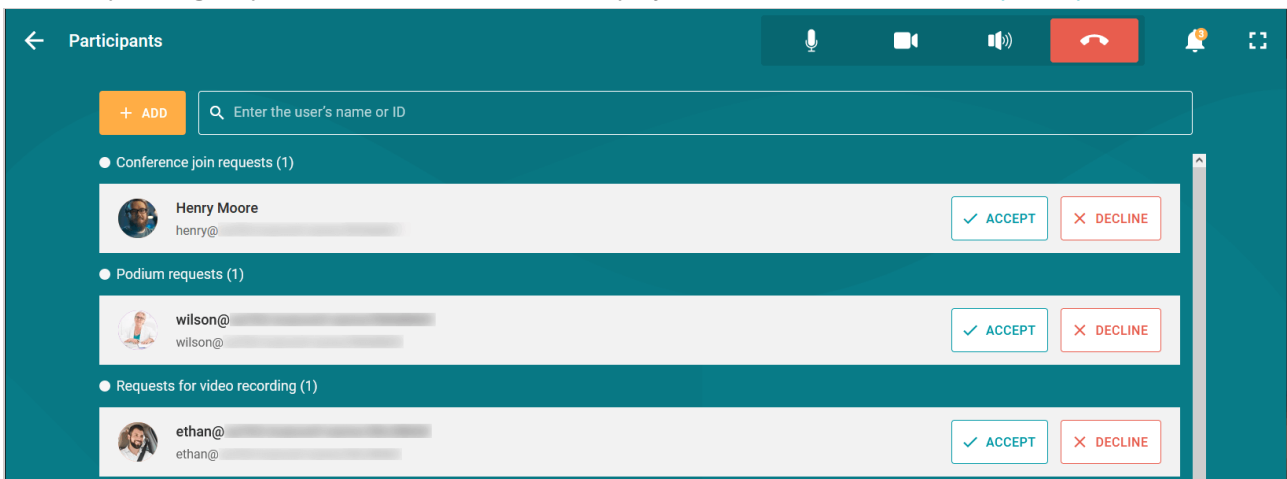 Participants
3
+ ADD
Enter the user's name or ID
Conference join requests (1)
Henry Moore
henry@
ACCEPT
DECLINE
Podium requests (1)
wilson@
wilson@
ACCEPT
DECLINE
Requests for video recording (1)
ethan@
ethan@
ACCEPT
DECLINE